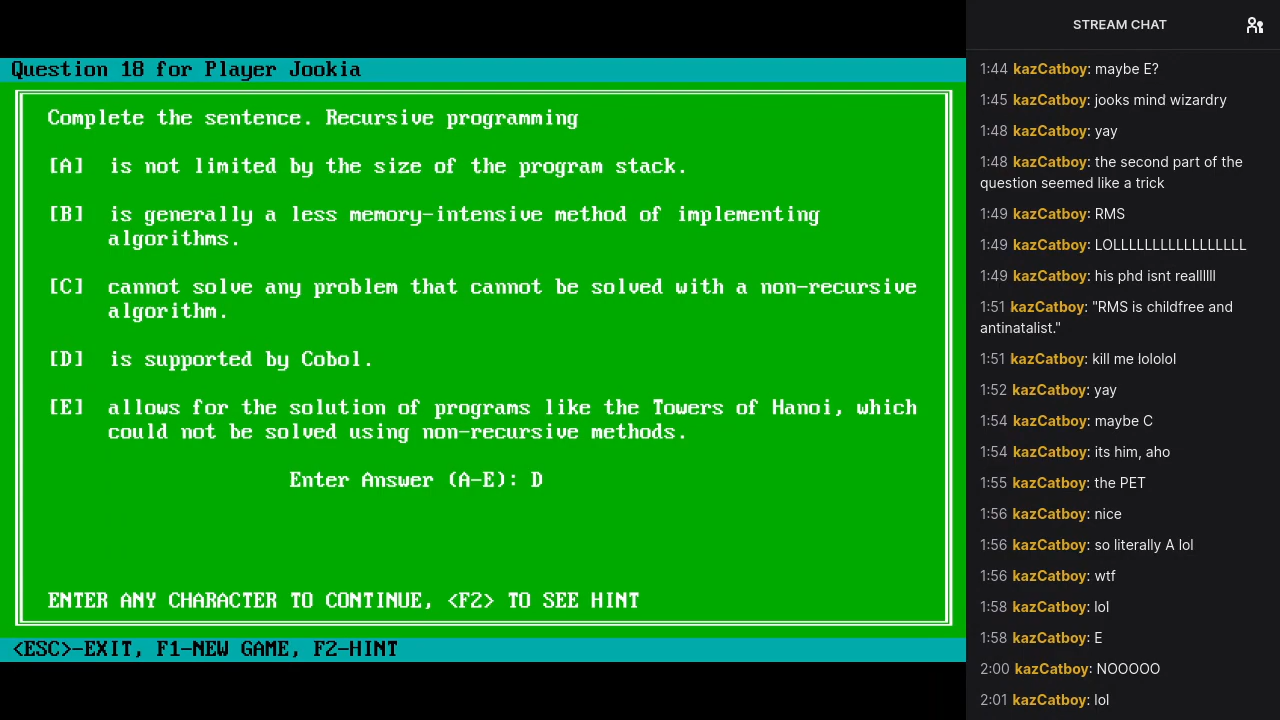 Question 18 for Player Jookia
Complete the sentence. Recursive programming
[A] is not limited by the size of the program stack.
[B] is generally a less memory-intensive method of implementing
algorithms.
[C] cannot solve any problem that cannot be solved with a non-recursive
algorithm.
[D] is supported by Cobol.
[E] allows for the solution of programs like the Towers of Hanoi, which
could not be solved using non-recursive methods.
Enter Answer (A-E): D
ENTER ANY CHARACTER TO CONTINUE, <F2> TO SEE HINT
<ESC>-EXIT, F1-NEW GAME, F2-HINT
STREAM CHAT
1:44 kazCatboy: maybe E?
1:45 kazCatboy: jooks mind wizardry
1:48 kazCatboy: yay
1:48 kazCatboy: the second part of the
question seemed like a trick
1:49 kazCatboy: RMS
1:49 kazCatboy: LOLLLLLLLLLLLLLLLLL
1:49 kazCatboy: his phd isnt reallllll
1:51 kazCatboy: "RMS is childfree and
antinatalist."
1:51 kazCatboy: kill me lololol
1:52 kazCatboy: yay
1:54 kazCatboy: maybe C
1:54 kazCatboy: its him, aho
1:55 kazCatboy: the PET
1:56 kazCatboy: nice
1:56 kazCatboy: so literally A lol
1:56 kazCatboy: wtf
1:58 kazCatboy: lol
1:58 kazCatboy: E
2:00 kazCatboy: NOOOOO
2:01 kazCatboy: lol